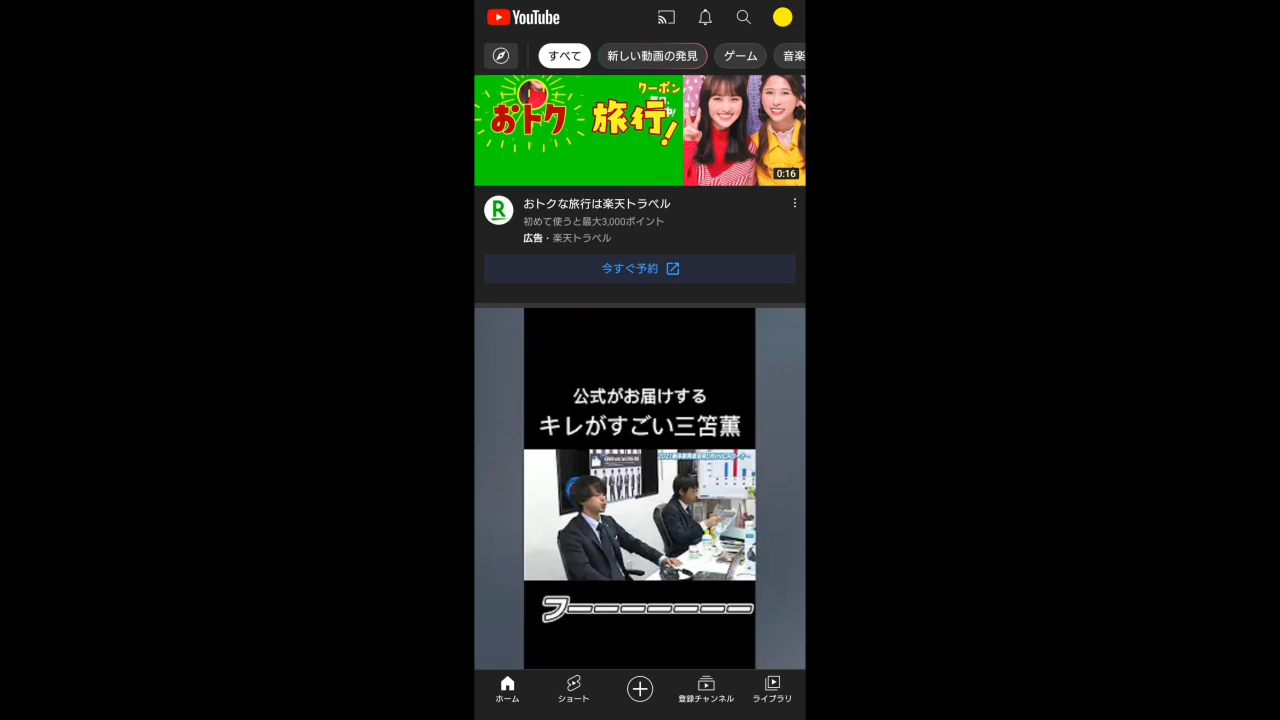 YouTube
すべて
新しい動画の発見
ゲーム
音楽
クーポン
おトク
旅行!
0:16
R
おトクな旅行は楽天トラベル
初めて使うと最大3,000ポイント
広告・楽天トラベル
今すぐ予約
公式がお届けする
キレがすごい三笘薫
フーーーーーーー
ホーム
ショート
登録チャンネル
ライブラリ